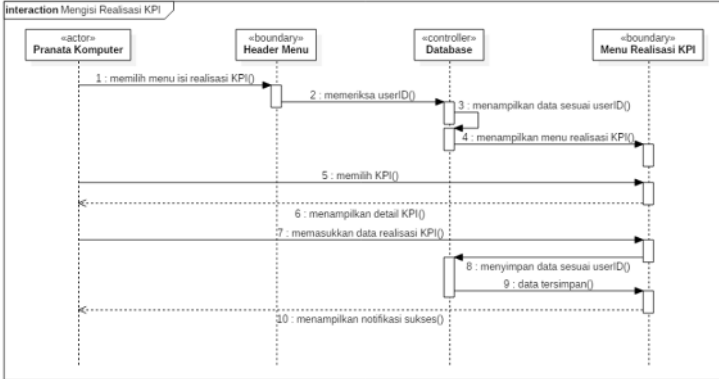 interaction Mengisi Realisasi KPI
«actor»
Pranata Komputer
«boundary»
Header Menu
«controller»
Database
«boundary»
Menu Realisasi KPI
1 : memilih menu isi realisasi KPI()
2 : memeriksa userID()
3 : menampilkan data sesuai userID()
4 : menampilkan menu realisasi KPI()
5 : memilih KPI()
6 : menampilkan detail KPI()
7 : memasukkan data realisasi KPI()
8 : menyimpan data sesuai userID()
9 : data tersimpan()
10 : menampilkan notifikasi sukses()